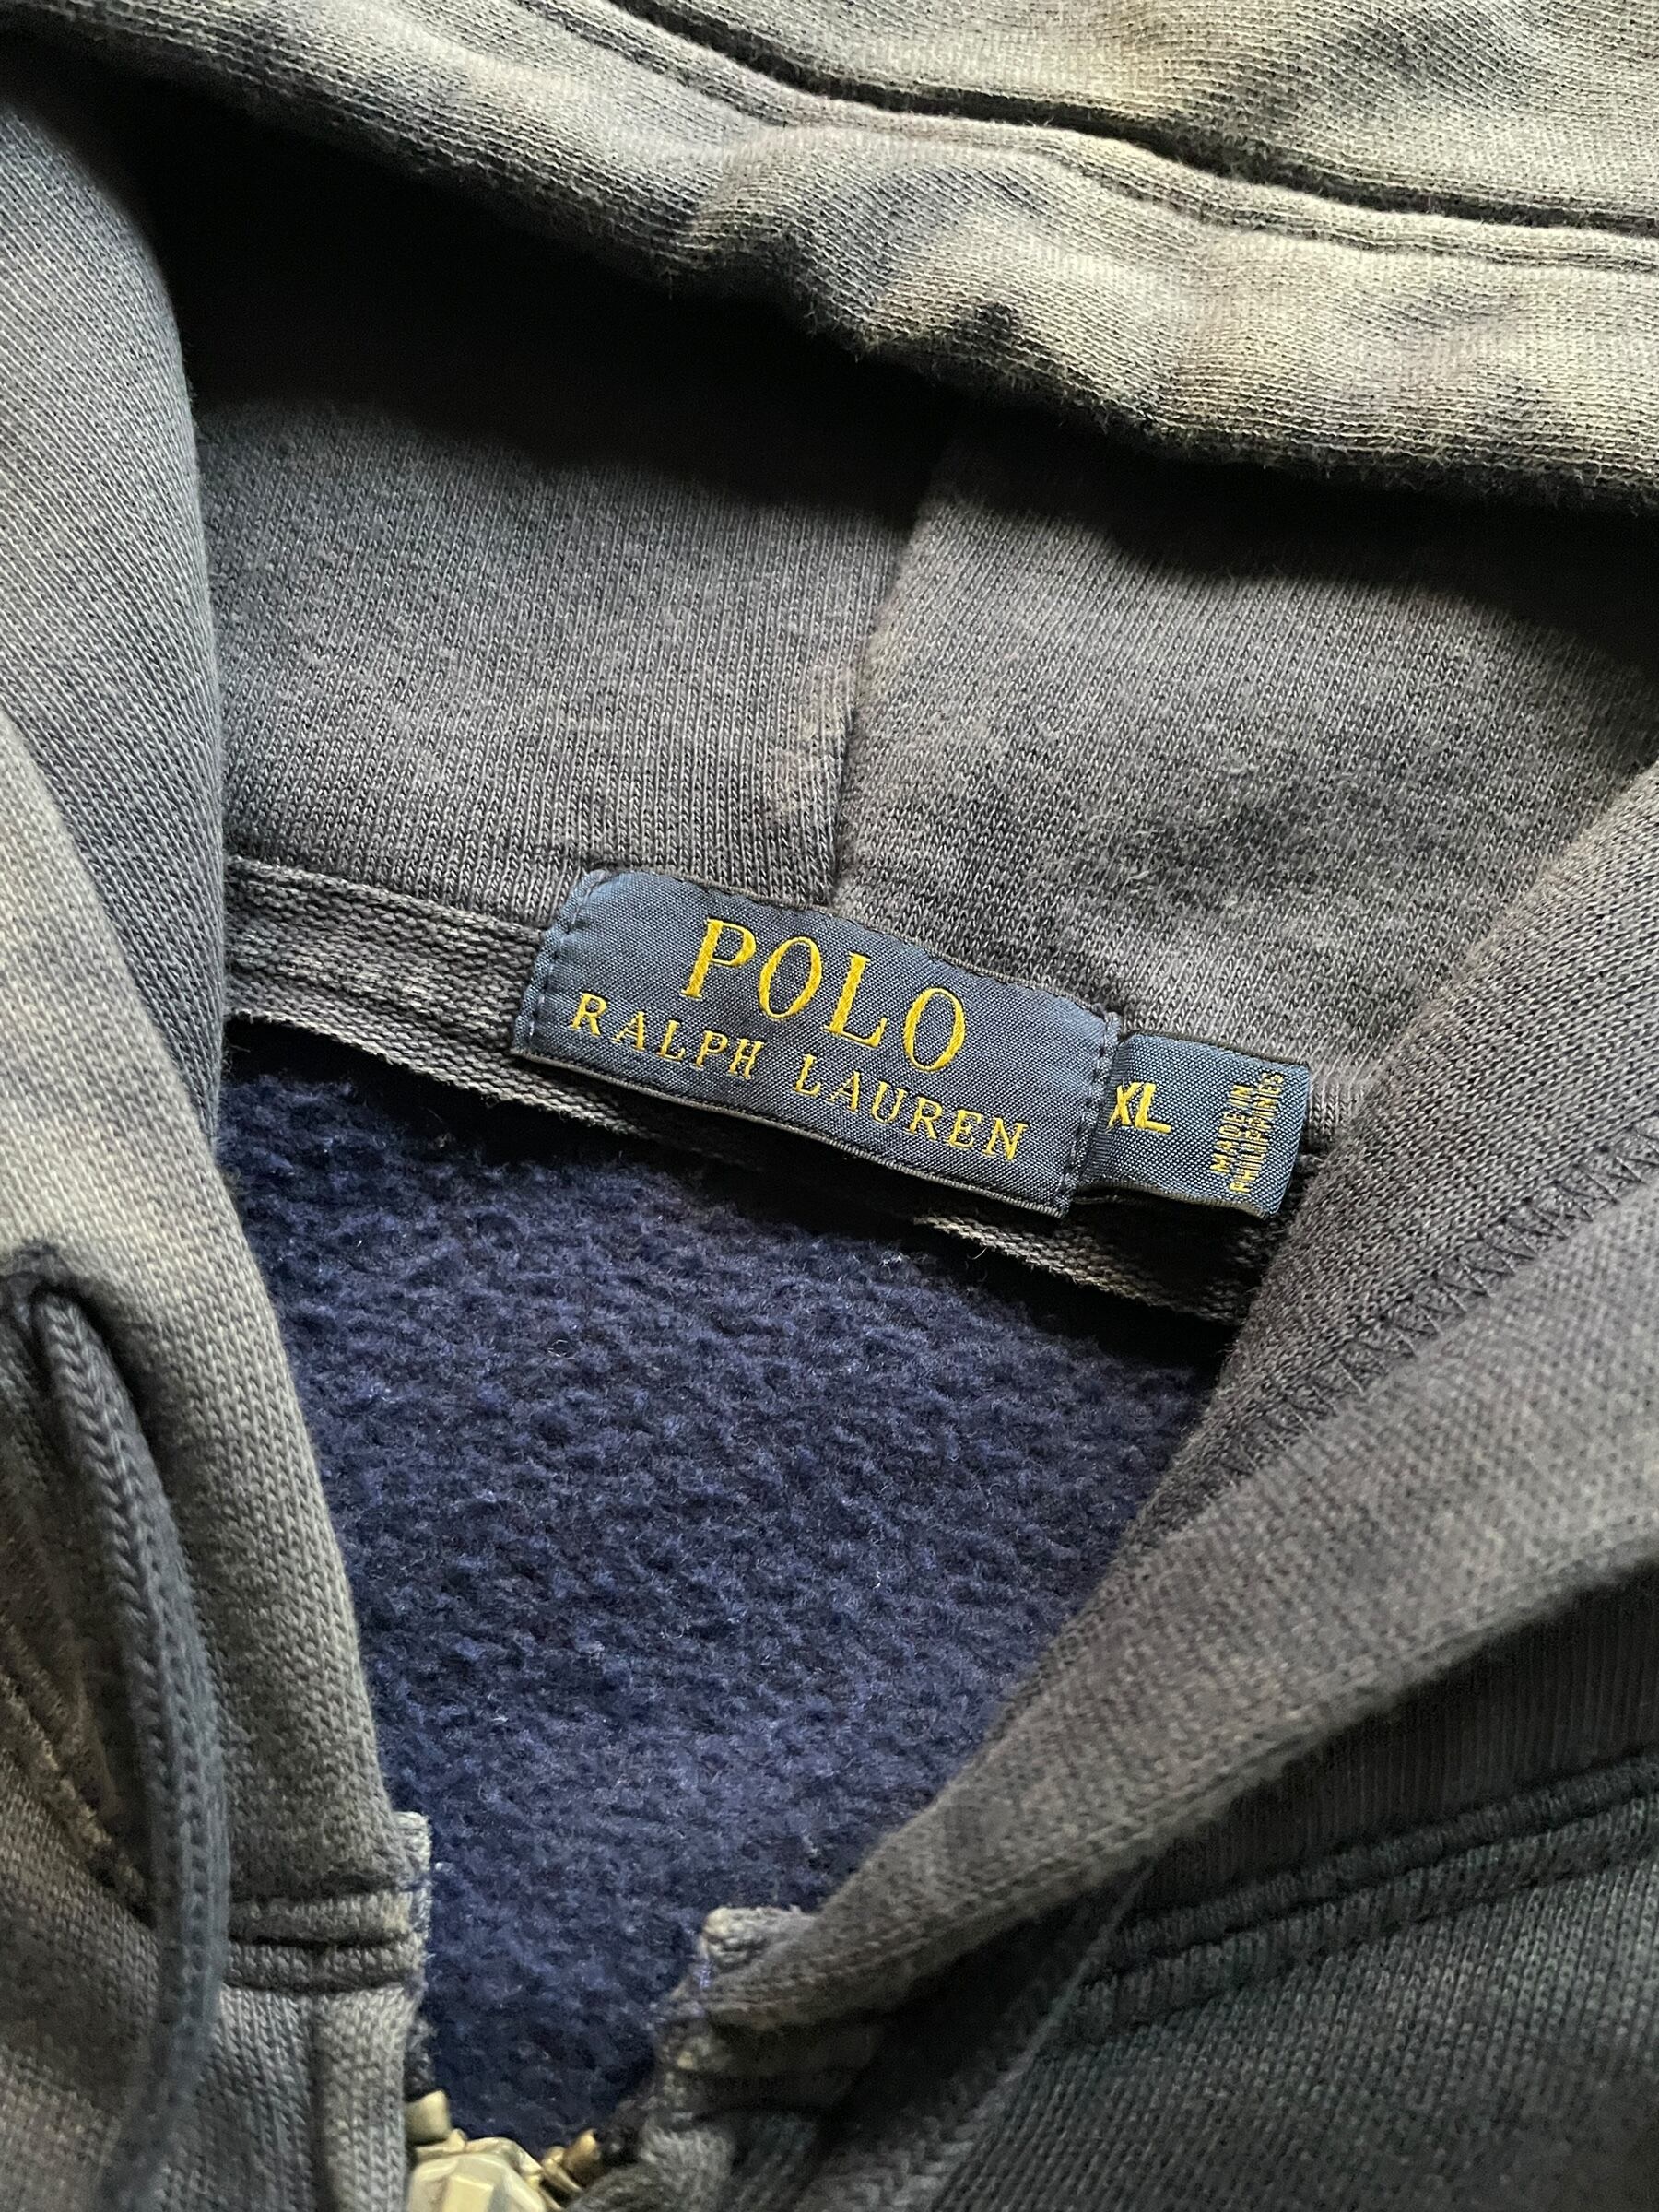 POLO
RALPH LAUREN
XL
MADE IN
PHILIPPINES